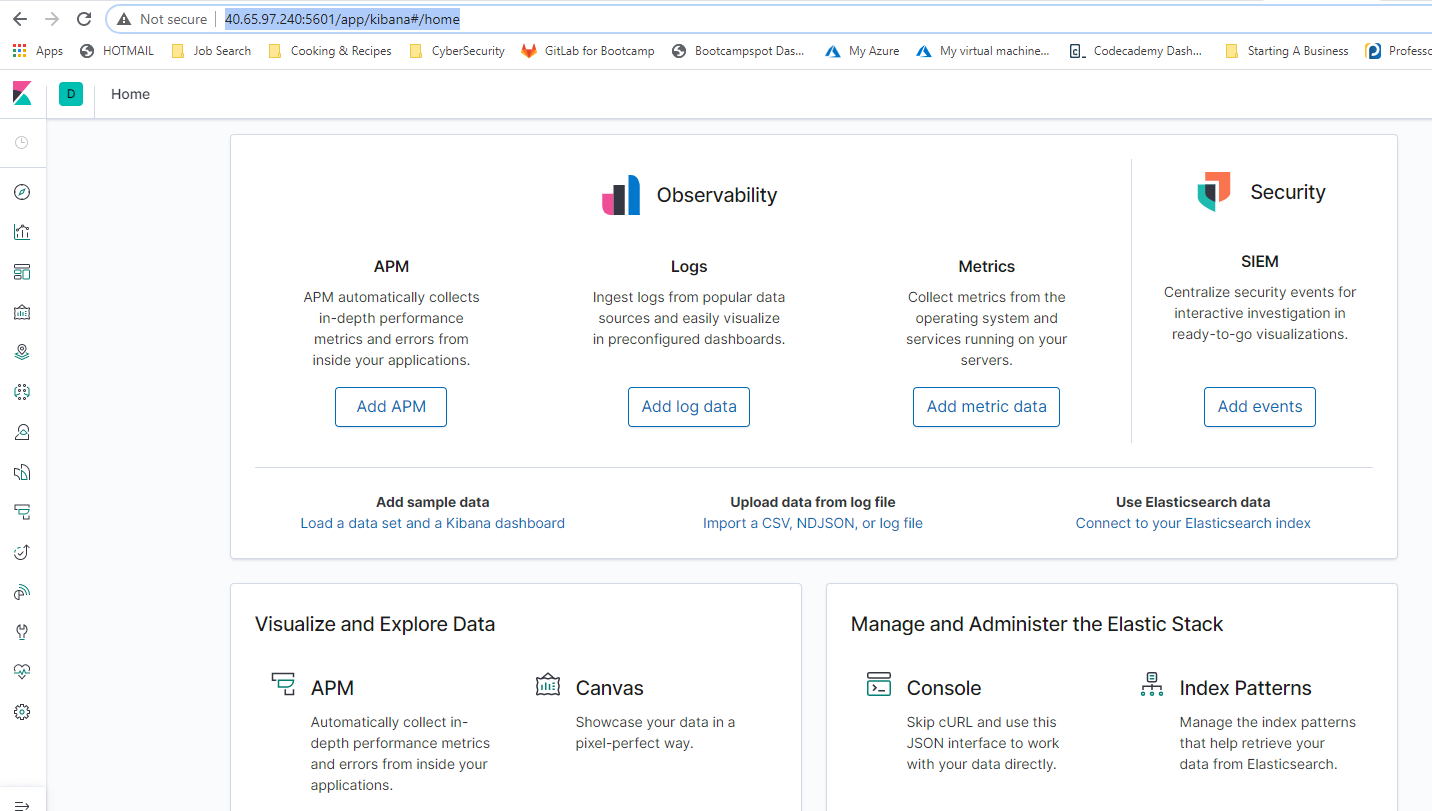 Not secure | 40.65.97.240:5601/app/kibana#/home
Apps HOTMAIL Job Search Cooking & Recipes CyberSecurity GitLab for Bootcamp Bootcampspot Das... My Azure My virtual machine... Codecademy Dash... Starting A Business Professo
D Home
Observability
APM
APM automatically collects
in-depth performance
metrics and errors from
inside your applications.
Add APM
Logs
Ingest logs from popular data
sources and easily visualize
in preconfigured dashboards.
Add log data
Metrics
Collect metrics from the
operating system and
services running on your
servers.
Add metric data
Security
SIEM
Centralize security events for
interactive investigation in
ready-to-go visualizations.
Add events
Add sample data
Load a data set and a Kibana dashboard
Upload data from log file
Import a CSV, NDJSON, or log file
Use Elasticsearch data
Connect to your Elasticsearch index
Visualize and Explore Data
APM
Automatically collect in-
depth performance metrics
and errors from inside your
applications.
Canvas
Showcase your data in a
pixel-perfect way.
Manage and Administer the Elastic Stack
Console
Skip cURL and use this
JSON interface to work
with your data directly.
Index Patterns
Manage the index patterns
that help retrieve your
data from Elasticsearch.